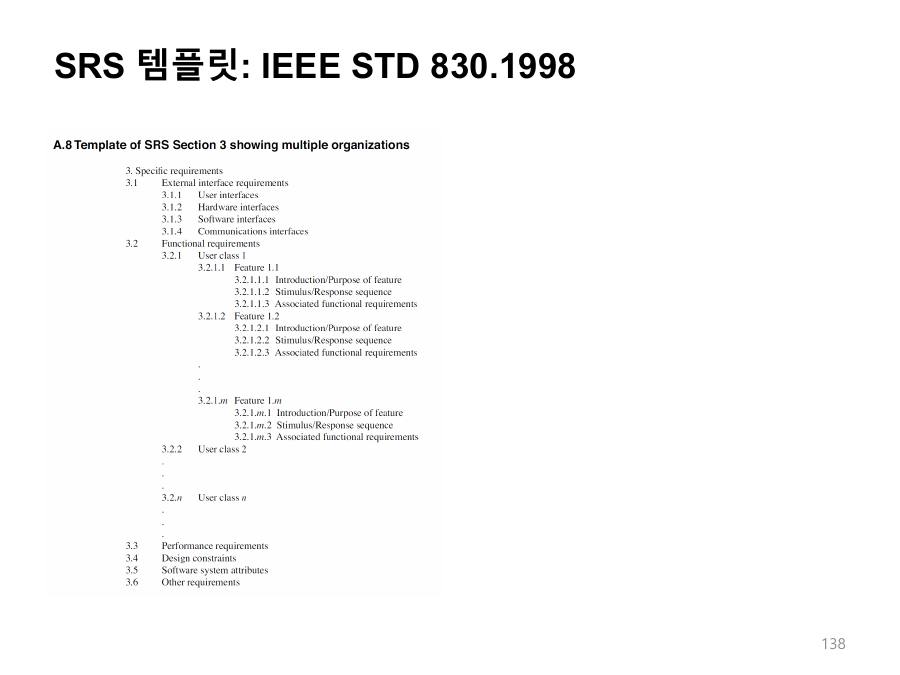 SRS 템플릿: IEEE STD 830.1998
A.8 Template of SRS Section 3 showing multiple organizations
3. Specific requirements
3.1 External interface requirements
3.1.1 User interfaces
3.1.2 Hardware interfaces
3.1.3 Software interfaces
3.1.4 Communications interfaces
3.2 Functional requirements
3.2.1 User class 1
3.2.1.1 Feature 1.1
3.2.1.1.1 Introduction/Purpose of feature
3.2.1.1.2 Stimulus/Response sequence
3.2.1.1.3 Associated functional requirements
3.2.1.2 Feature 1.2
3.2.1.2.1 Introduction/Purpose of feature
3.2.1.2.2 Stimulus/Response sequence
3.2.1.2.3 Associated functional requirements
.
.
.
3.2.1.m Feature 1.m
3.2.1.m.1 Introduction/Purpose of feature
3.2.1.m.2 Stimulus/Response sequence
3.2.1.m.3 Associated functional requirements
3.2.2 User class 2
.
.
.
3.2.n User class n
.
.
.
3.3 Performance requirements
3.4 Design constraints
3.5 Software system attributes
3.6 Other requirements
138